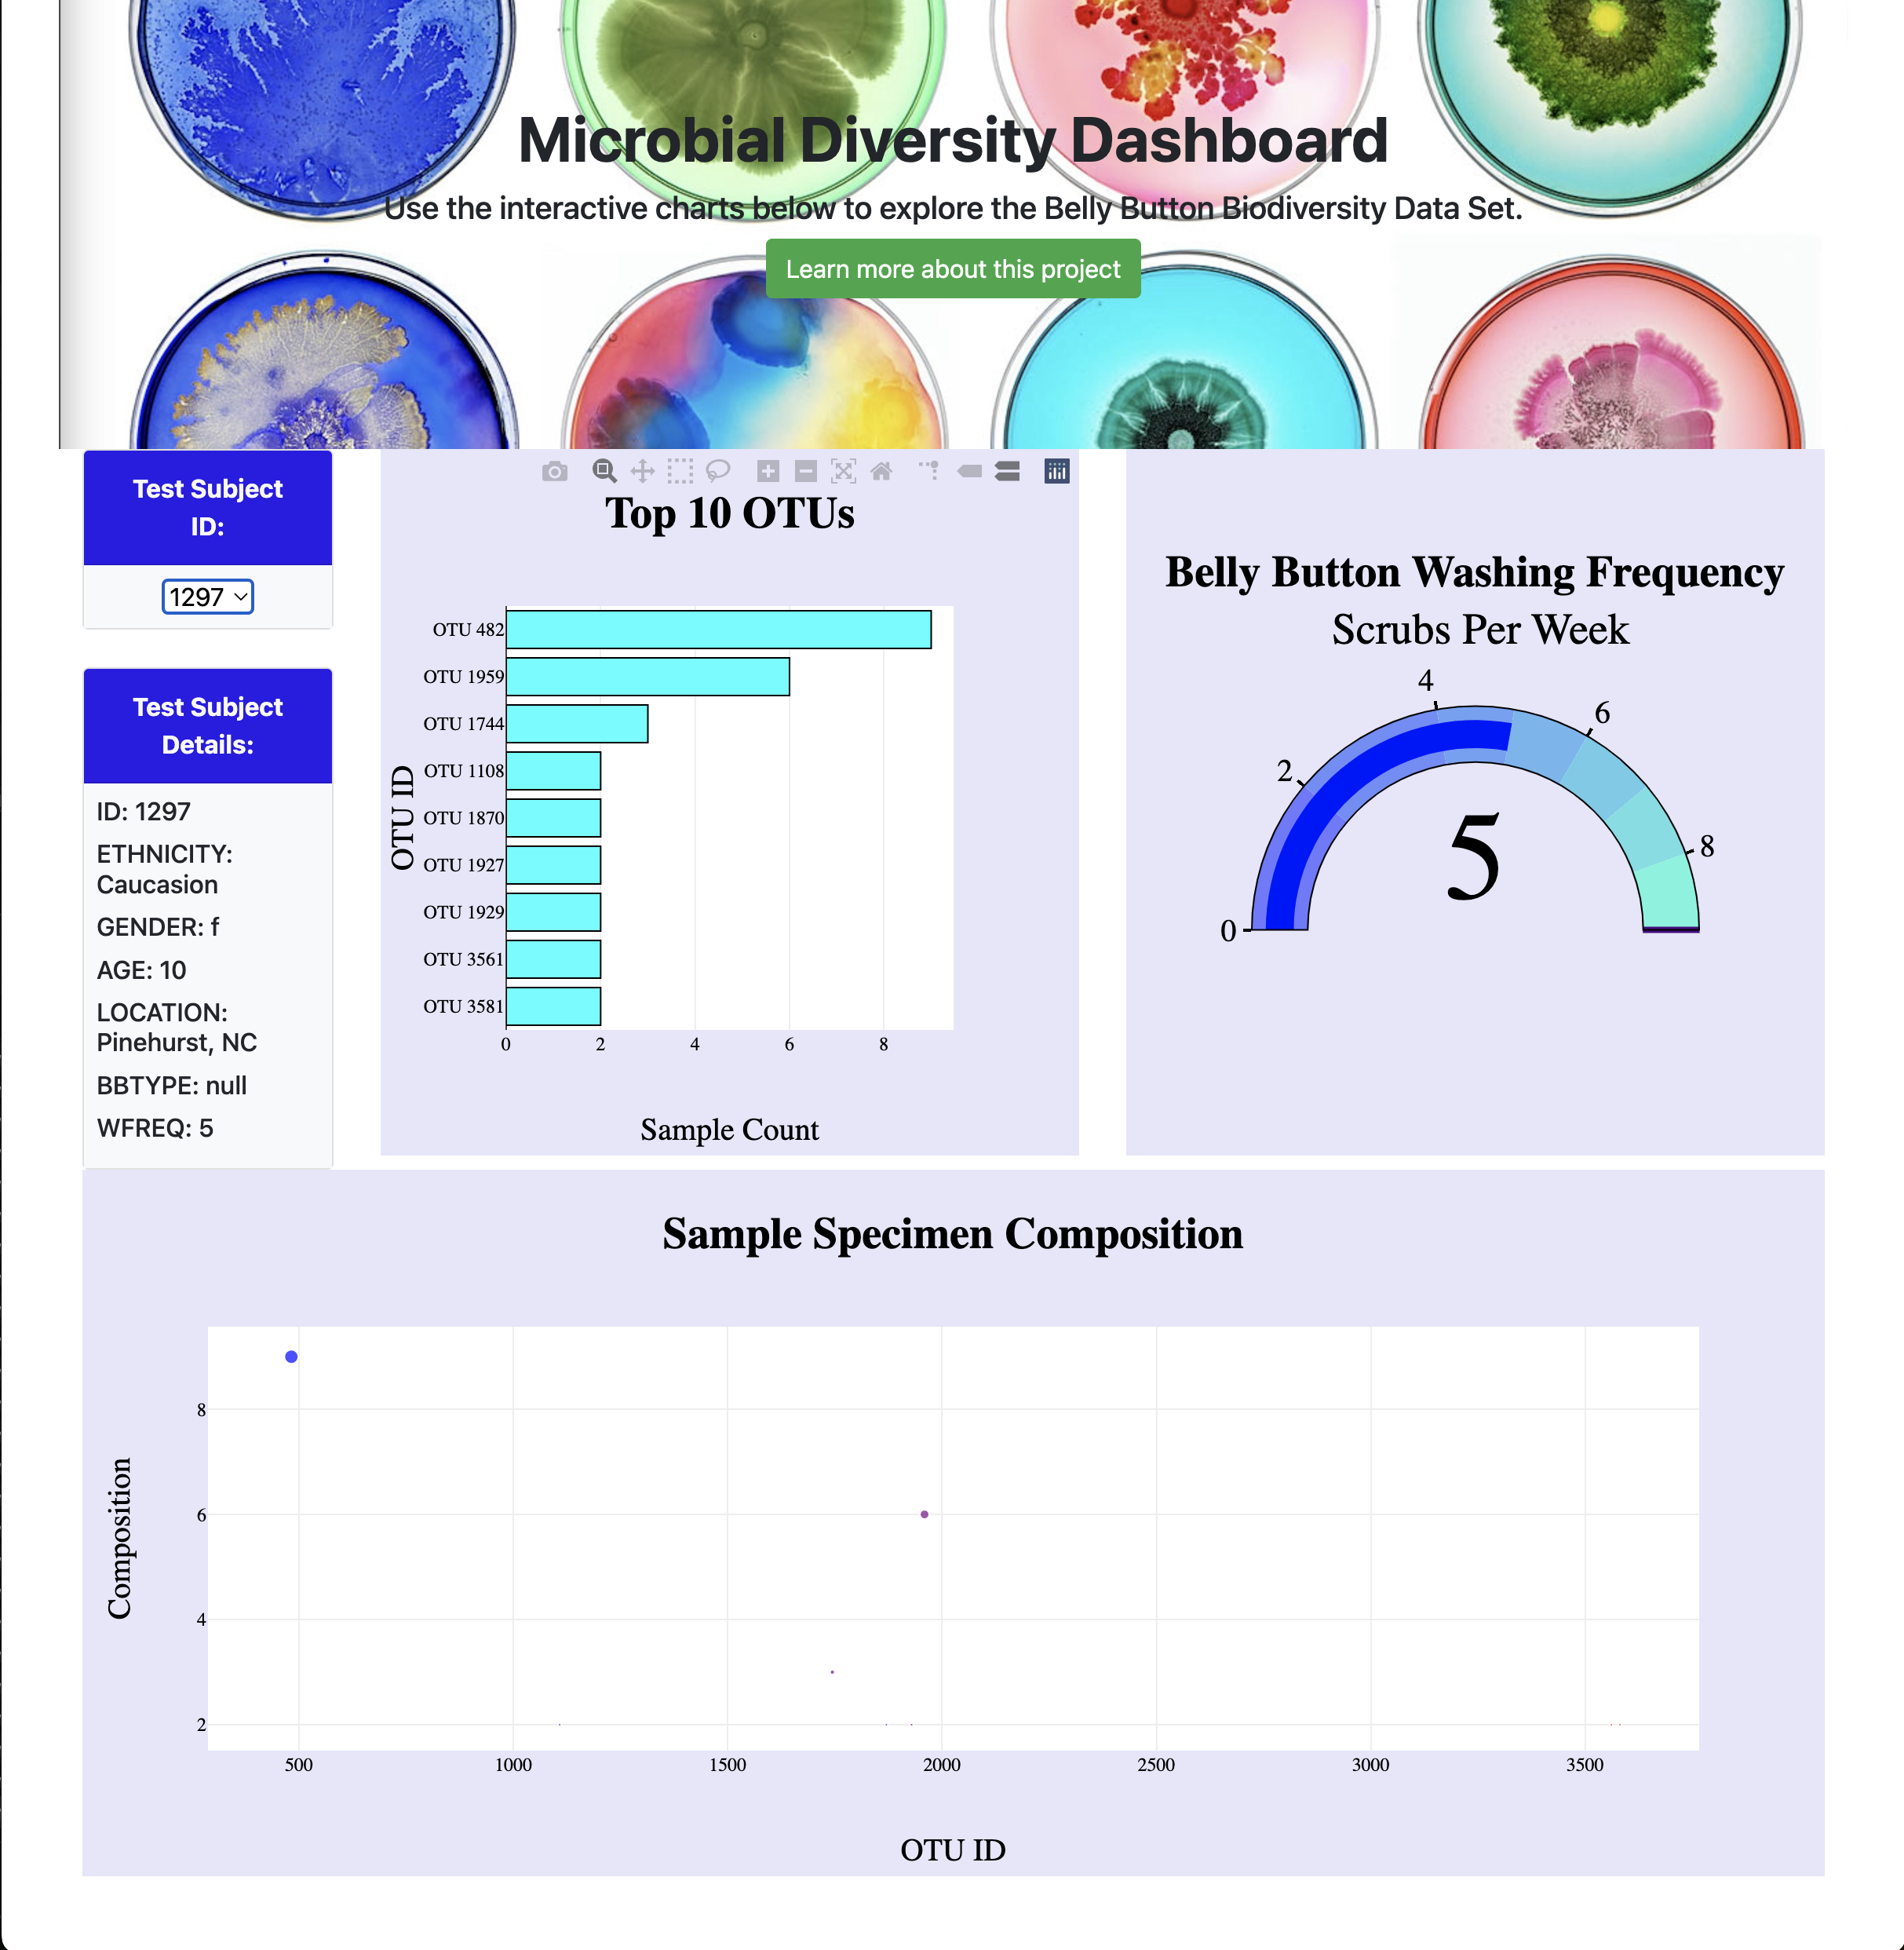 Microbial Diversity Dashboard
Use the interactive charts below to explore the Belly Button Biodiversity Data Set.
Learn more about this project
Test Subject
ID:
1297
Test Subject
Details:
ID: 1297
ETHNICITY:
Caucasion
GENDER: f
AGE: 10
LOCATION:
Pinehurst, NC
BBTYPE: null
WFREQ: 5
Top 10 OTUs
OTU ID
OTU 482
OTU 1959
OTU 1744
OTU 1108
OTU 1870
OTU 1927
OTU 1929
OTU 3561
OTU 3581
0 2 4 6 8
Sample Count
Belly Button Washing Frequency
Scrubs Per Week
0 2 4 6 8
5
Sample Specimen Composition
Composition
8
6
4
2
500 1000 1500 2000 2500 3000 3500
OTU ID